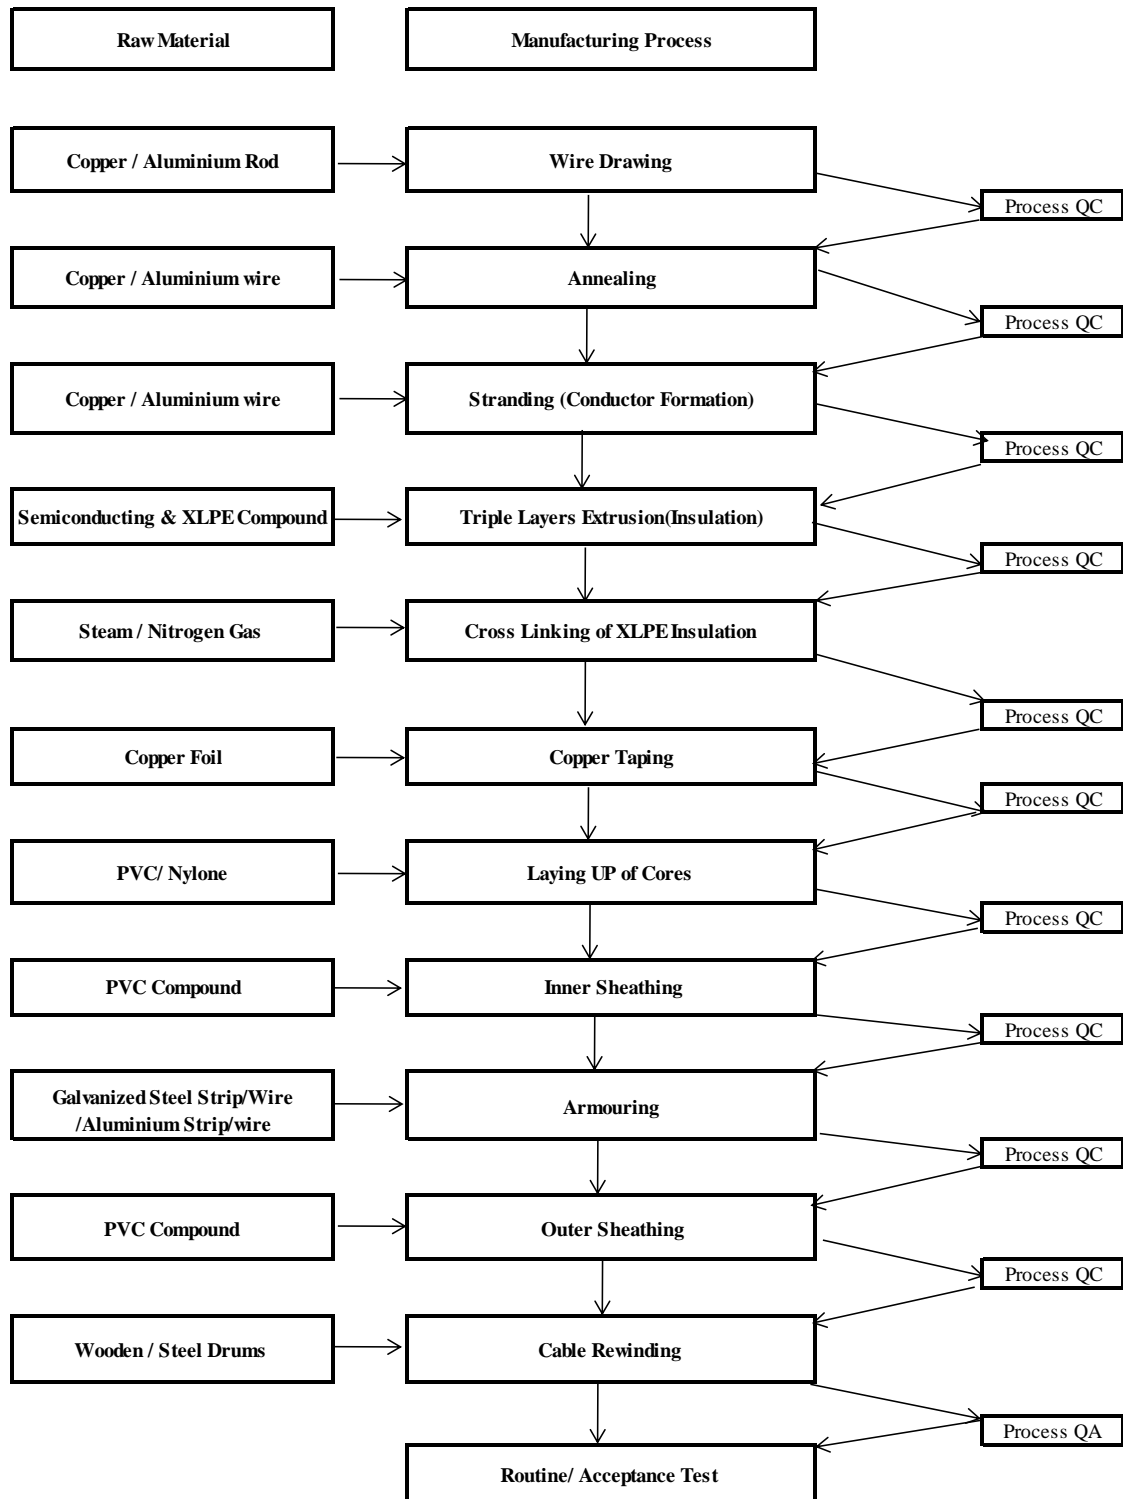 Raw Material
Manufacturing Process
Copper / Aluminium Rod
Wire Drawing
Process QC
Copper / Aluminium wire
Annealing
Process QC
Copper / Aluminium wire
Stranding (Conductor Formation)
Process QC
Semiconducting & XLPE Compound
Triple Layers Extrusion(Insulation)
Process QC
Steam / Nitrogen Gas
Cross Linking of XLPE Insulation
Process QC
Copper Foil
Copper Taping
Process QC
PVC/ Nylone
Laying UP of Cores
Process QC
PVC Compound
Inner Sheathing
Process QC
Galvanized Steel Strip/Wire
/Aluminium Strip/wire
Armouring
Process QC
PVC Compound
Outer Sheathing
Process QC
Wooden / Steel Drums
Cable Rewinding
Process QA
Routine/ Acceptance Test